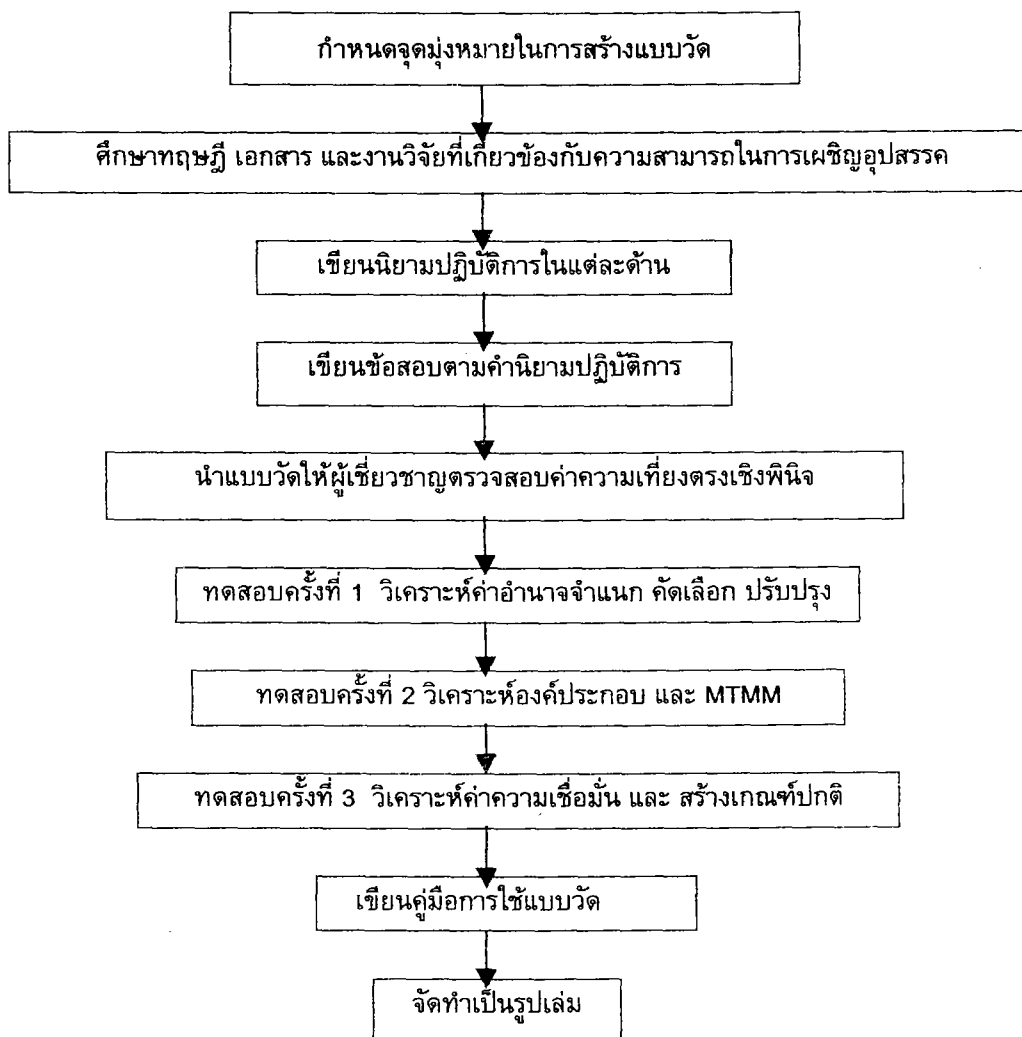 กำหนดจุดมุ่งหมายในการสร้างแบบวัด
ศึกษาทฤษฎี เอกสาร และงานวิจัยที่เกี่ยวข้องกับความสามารถในการเผชิญอุปสรรค
เขียนนิยามปฏิบัติการในแต่ละด้าน
เขียนข้อสอบตามคำนิยามปฏิบัติการ
นำแบบวัดให้ผู้เชี่ยวชาญตรวจสอบค่าความเที่ยงตรงเชิงพินิจ
ทดสอบครั้งที่ 1 วิเคราะห์ค่าอำนาจจำแนก คัดเลือก ปรับปรุง
ทดสอบครั้งที่ 2 วิเคราะห์องค์ประกอบ และ MTMM
ทดสอบครั้งที่ 3 วิเคราะห์ค่าความเชื่อมั่น และ สร้างเกณฑ์ปกติ
เขียนคู่มือการใช้แบบวัด
จัดทำเป็นรูปเล่ม